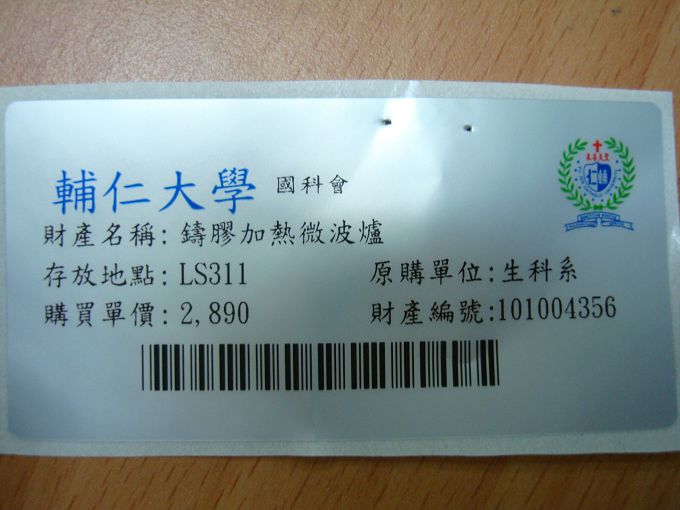 輔仁大學 國科會
財產名稱: 鑄膠加熱微波爐
存放地點: LS311 原購單位:生科系
購買單價: 2,890 財產編號:101004356